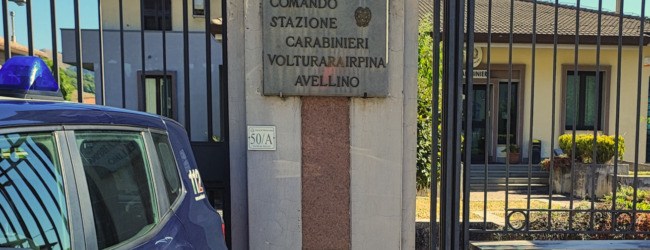 COMANDO
STAZIONE
CARABINIERI
VOLTURARA IRPINA
AVELLINO
50/A
112